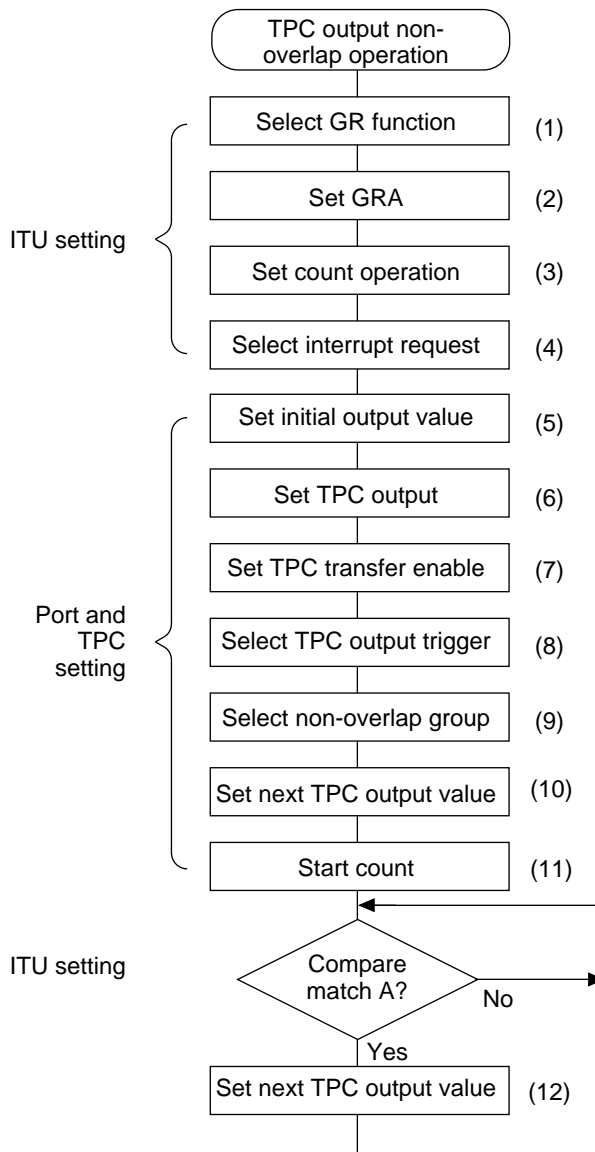 TPC output non-
overlap operation
Select GR function
(1)
Set GRA
(2)
ITU setting
Set count operation
(3)
Select interrupt request
(4)
Set initial output value
(5)
Set TPC output
(6)
Set TPC transfer enable
(7)
Port and
TPC
setting
Select TPC output trigger
(8)
Select non-overlap group
(9)
Set next TPC output value
(10)
Start count
(11)
ITU setting
Compare
match A?
No
Yes
Set next TPC output value
(12)